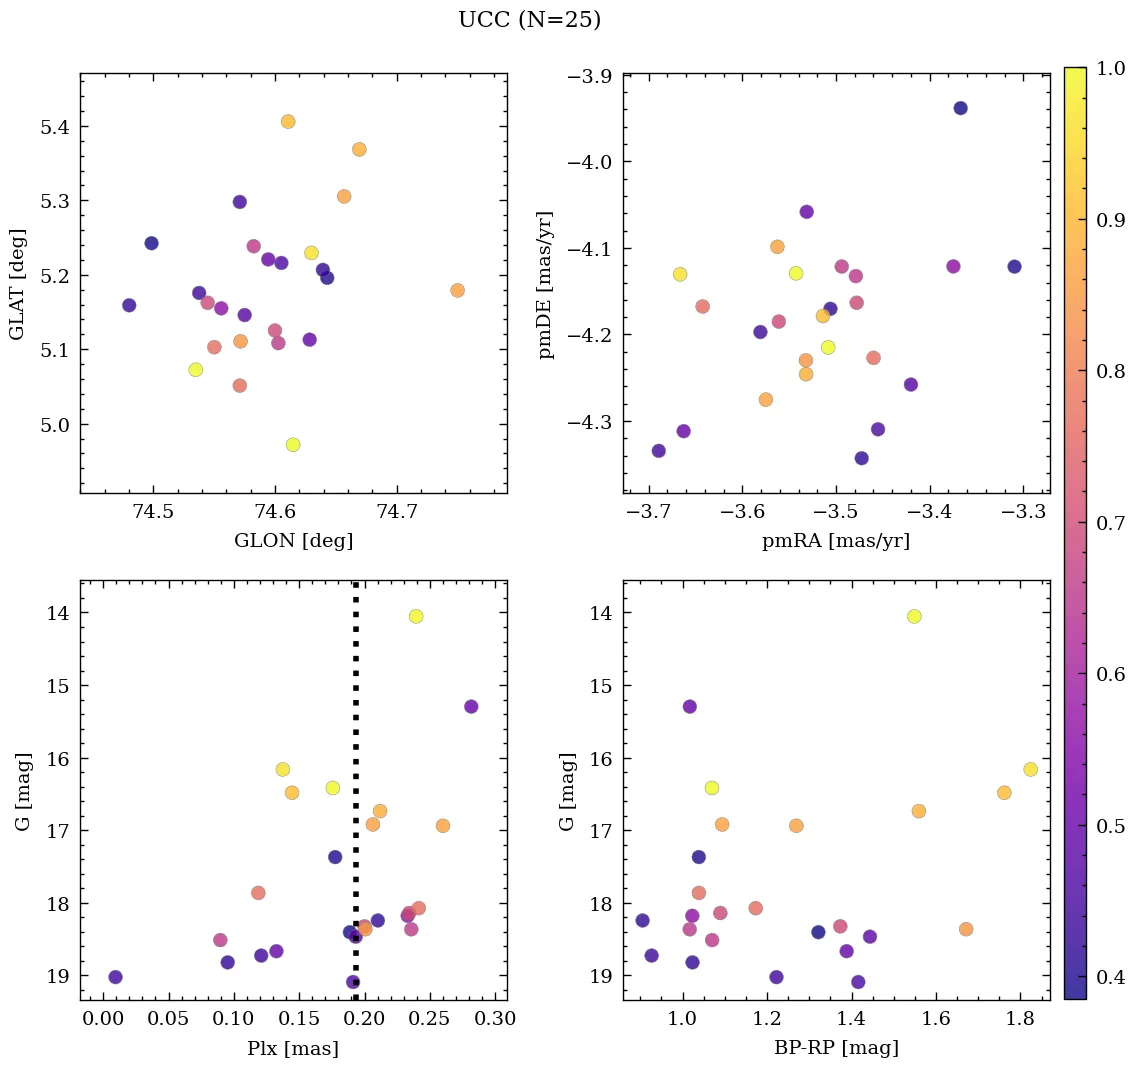 UCC (N=25)
5.4
5.3
5.2
5.1
5.0
GLAT [deg]
74.5 74.6 74.7
GLON [deg]
−3.9
−4.0
−4.1
−4.2
−4.3
pmDE [mas/yr]
−3.7 −3.6 −3.5 −3.4 −3.3
pmRA [mas/yr]
14
15
16
17
18
19
G [mag]
0.00 0.05 0.10 0.15 0.20 0.25 0.30
Plx [mas]
14
15
16
17
18
19
G [mag]
1.0 1.2 1.4 1.6 1.8
BP-RP [mag]
1.0
0.9
0.8
0.7
0.6
0.5
0.4